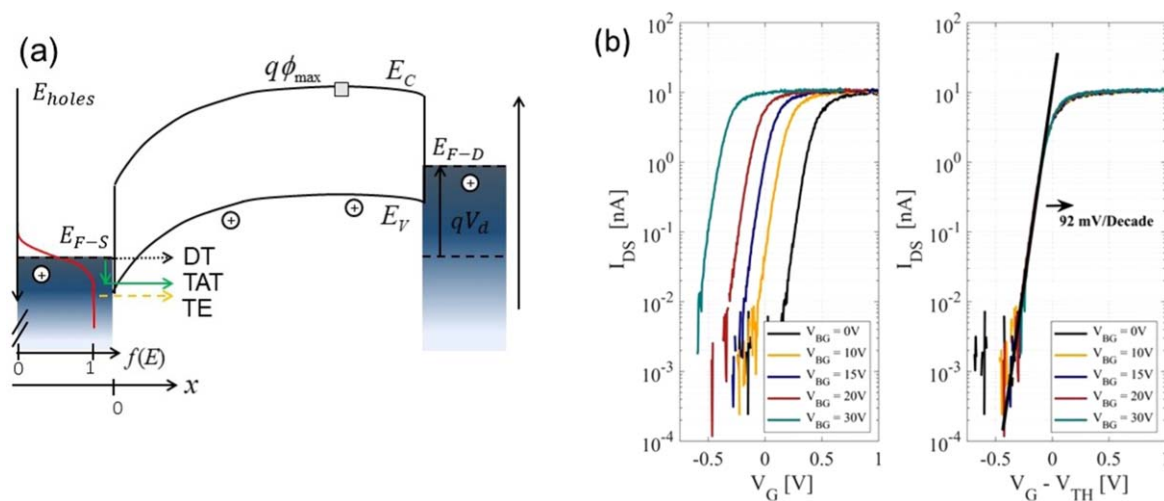 (a)
E_holes
qϕ_max
E_C
E_F-D
E_V
qV_d
E_F-S
DT
TAT
TE
0
1
f(E)
x
0
(b)
I_DS [nA]
10^1
10^0
10^-1
10^-2
10^-3
10^-4
-0.5
0
0.5
1
V_G [V]
V_BG = 0V
V_BG = 10V
V_BG = 15V
V_BG = 20V
V_BG = 30V
I_DS [nA]
10^1
10^0
10^-1
10^-2
10^-3
10^-4
-0.5
0
0.5
1
V_G - V_TH [V]
92 mV/Decade
V_BG = 0V
V_BG = 10V
V_BG = 15V
V_BG = 20V
V_BG = 30V